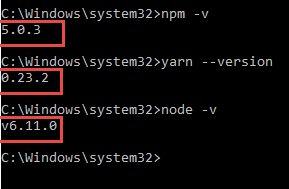 C:\Windows\system32>npm -v
5.0.3
C:\Windows\system32>yarn --version
0.23.2
C:\Windows\system32>node -v
v6.11.0
C:\Windows\system32>